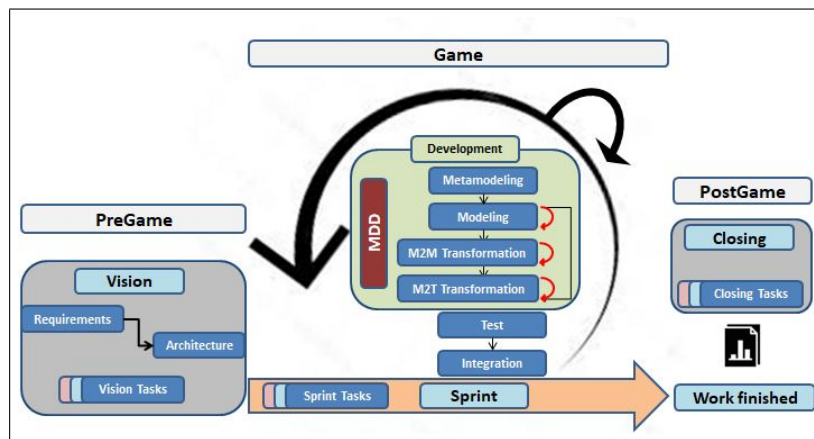 Game
Development
MDD
Metamodeling
Modeling
M2M Transformation
M2T Transformation
Test
Integration
PreGame
Vision
Requirements
Architecture
Vision Tasks
Sprint Tasks
Sprint
PostGame
Closing
Closing Tasks
Work finished